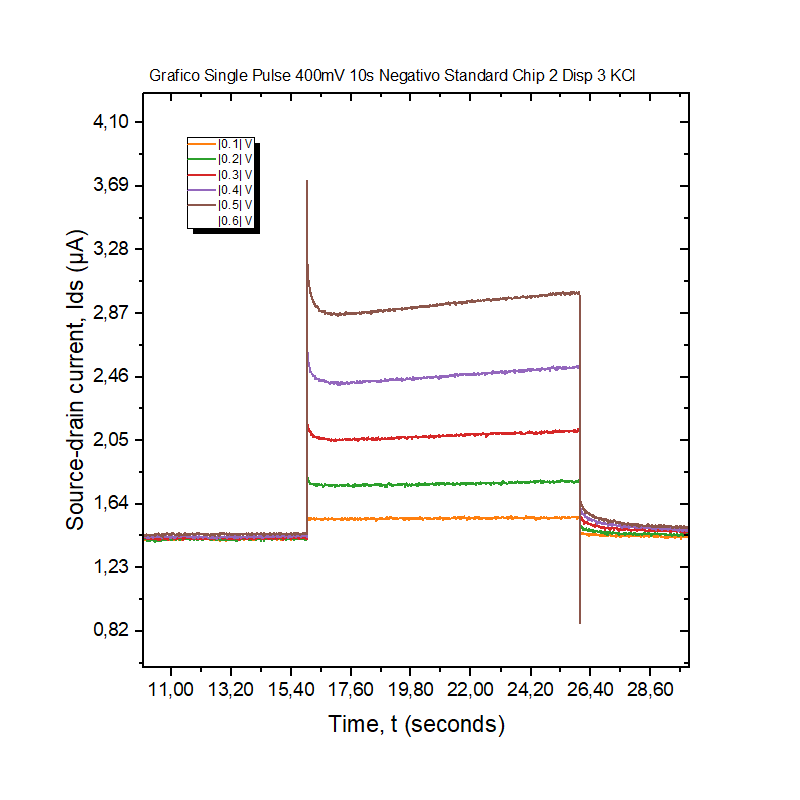 Grafico Single Pulse 400mV 10s Negativo Standard Chip 2 Disp 3 KCl
4,10
3,69
3,28
2,87
2,46
2,05
1,64
1,23
0,82
Source-drain current, Ids (µA)
|0.1| V
|0.2| V
|0.3| V
|0.4| V
|0.5| V
|0.6| V
11,00 13,20 15,40 17,60 19,80 22,00 24,20 26,40 28,60
Time, t (seconds)